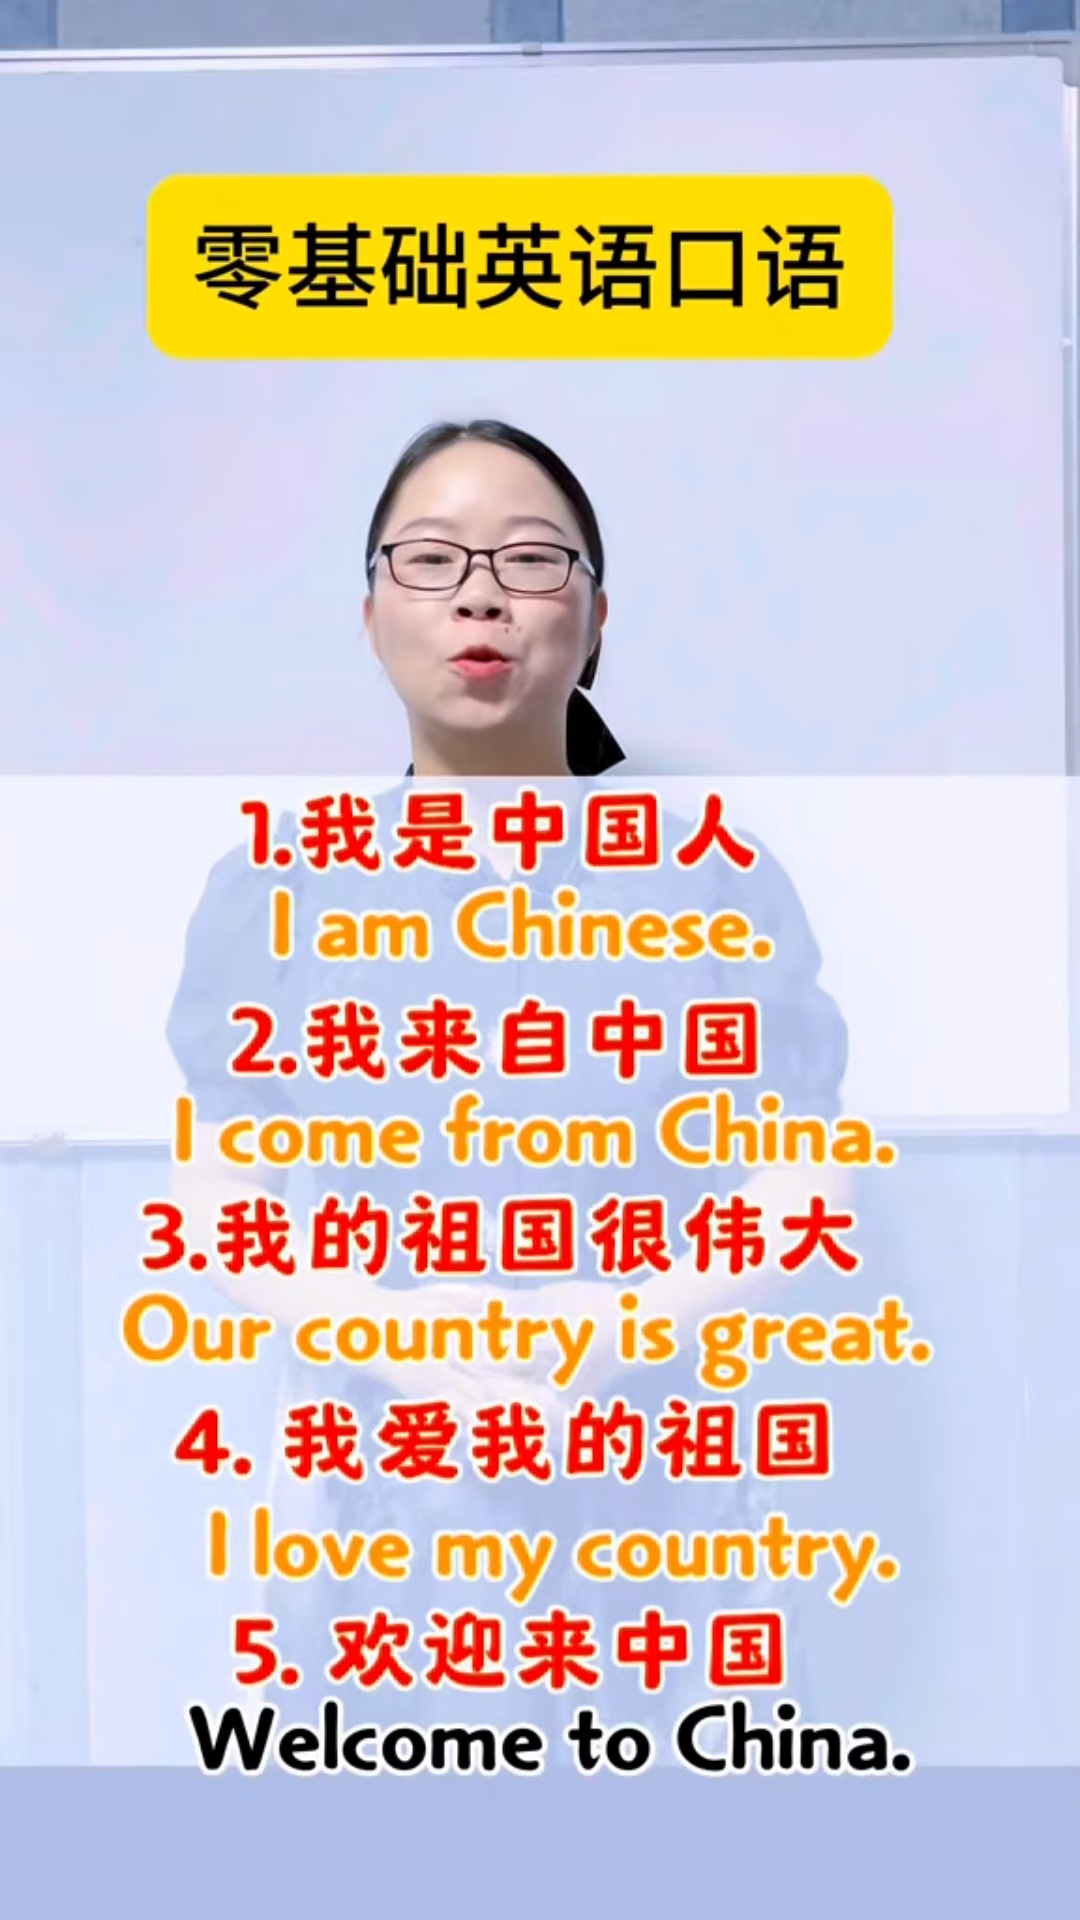 零基础英语口语
1.我是中国人
I am Chinese.
2.我来自中国
I come from China.
3.我的祖国很伟大
Our country is great.
4. 我爱我的祖国
I love my country.
5. 欢迎来中国
Welcome to China.